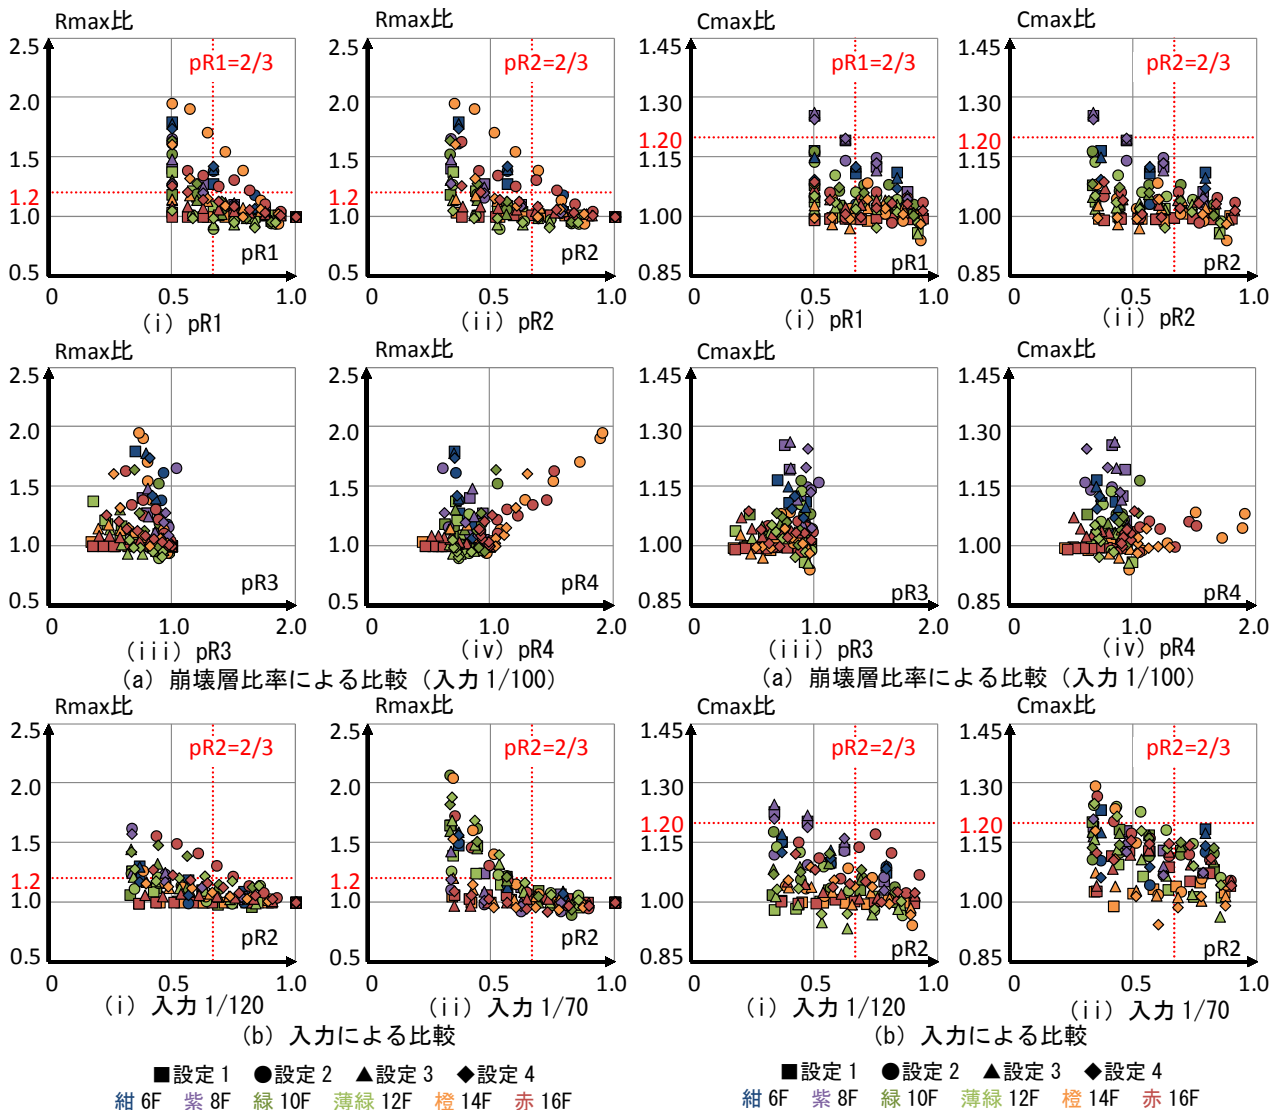 Rmax比
2.5
2.0
1.5
1.2
1.0
0.5
0
0.5
1.0
pR1=2/3
pR1
(i) pR1
Rmax比
2.5
2.0
1.5
1.2
1.0
0.5
0
0.5
1.0
pR2=2/3
pR2
(ii) pR2
Cmax比
1.45
1.30
1.20
1.15
1.00
0.85
0
0.5
1.0
pR1=2/3
pR1
(i) pR1
Cmax比
1.45
1.30
1.20
1.15
1.00
0.85
0
0.5
1.0
pR2=2/3
pR2
(ii) pR2
Rmax比
2.5
2.0
1.5
1.0
0.5
0
1.0
2.0
pR3
(iii) pR3
Rmax比
2.5
2.0
1.5
1.0
0.5
0
1.0
2.0
pR4
(iv) pR4
(a) 崩壊層比率による比較 (入力 1/100)
Cmax比
1.45
1.30
1.15
1.00
0.85
0
1.0
2.0
pR3
(iii) pR3
Cmax比
1.45
1.30
1.15
1.00
0.85
0
1.0
2.0
pR4
(iv) pR4
(a) 崩壊層比率による比較 (入力 1/100)
Rmax比
2.5
2.0
1.5
1.2
1.0
0.5
0
0.5
1.0
pR2=2/3
pR2
(i) 入力 1/120
Rmax比
2.5
2.0
1.5
1.2
1.0
0.5
0
0.5
1.0
pR2=2/3
pR2
(ii) 入力 1/70
(b) 入力による比較
Cmax比
1.45
1.30
1.20
1.15
1.00
0.85
0
0.5
1.0
pR2=2/3
pR2
(i) 入力 1/120
Cmax比
1.45
1.30
1.20
1.15
1.00
0.85
0
0.5
1.0
pR2=2/3
pR2
(ii) 入力 1/70
(b) 入力による比較
■設定 1 ●設定 2 ▲設定 3 ◆設定 4
紺 6F 紫 8F 緑 10F 薄緑 12F 橙 14F 赤 16F
■設定 1 ●設定 2 ▲設定 3 ◆設定 4
紺 6F 紫 8F 緑 10F 薄緑 12F 橙 14F 赤 16F